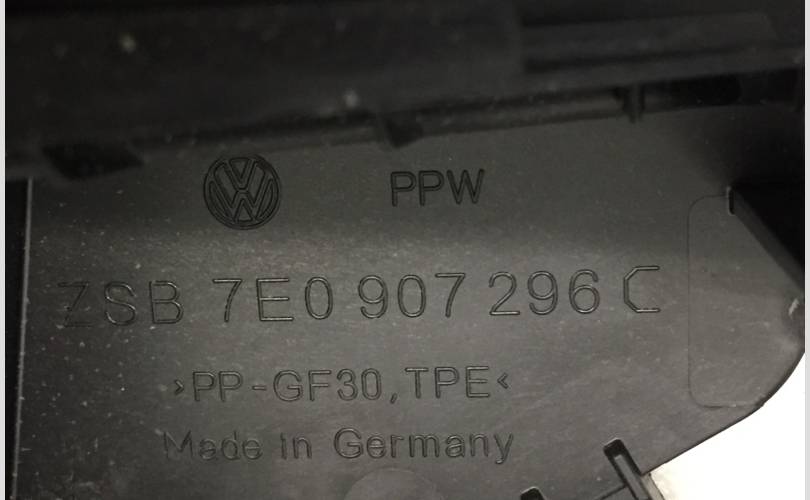 PPW
ZSB 7E0 907 296 C
>PP-GF30,TPE<
Made in Germany